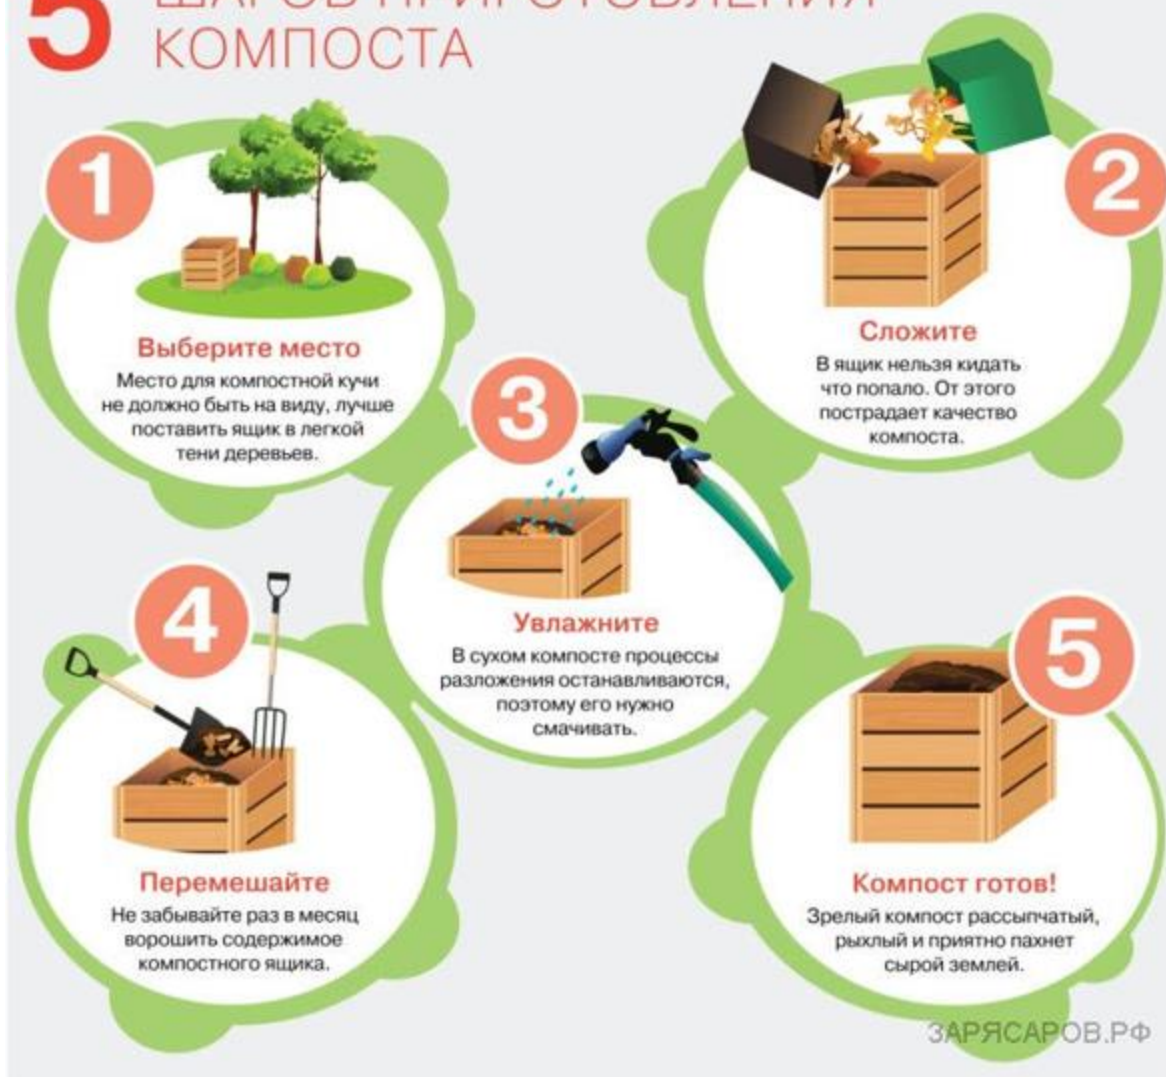 5 ШАГОВ ПРИГОТОВЛЕНИЯ
КОМПОСТА
1
Выберите место
Место для компостной кучи
не должно быть на виду, лучше
поставить ящик в легкой
тени деревьев.
2
Сложите
В ящик нельзя кидать
что попало. От этого
пострадает качество
компоста.
3
Увлажните
В сухом компосте процессы
разложения останавливаются,
поэтому его нужно
смачивать.
4
Перемешайте
Не забывайте раз в месяц
ворошить содержимое
компостного ящика.
5
Компост готов!
Зрелый компост рассыпчатый,
рыхлый и приятно пахнет
сырой землей.
ЗАРЯСАРОВ.РФ